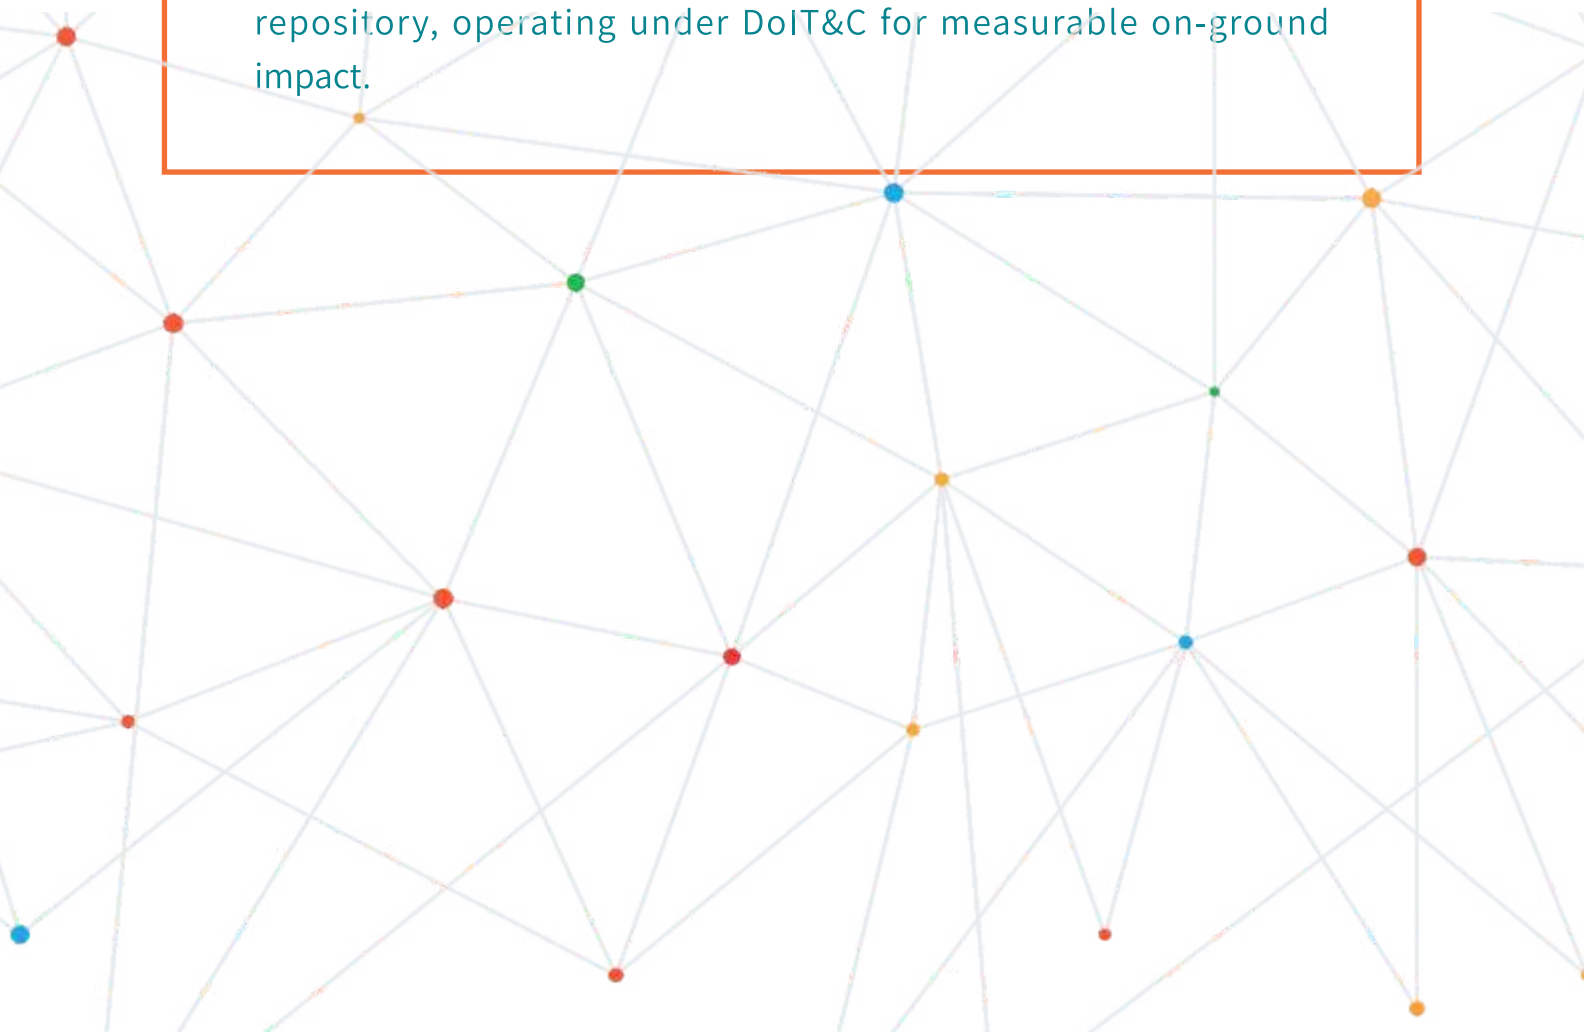 repository, operating under DoIT&C for measurable on-ground
impact.